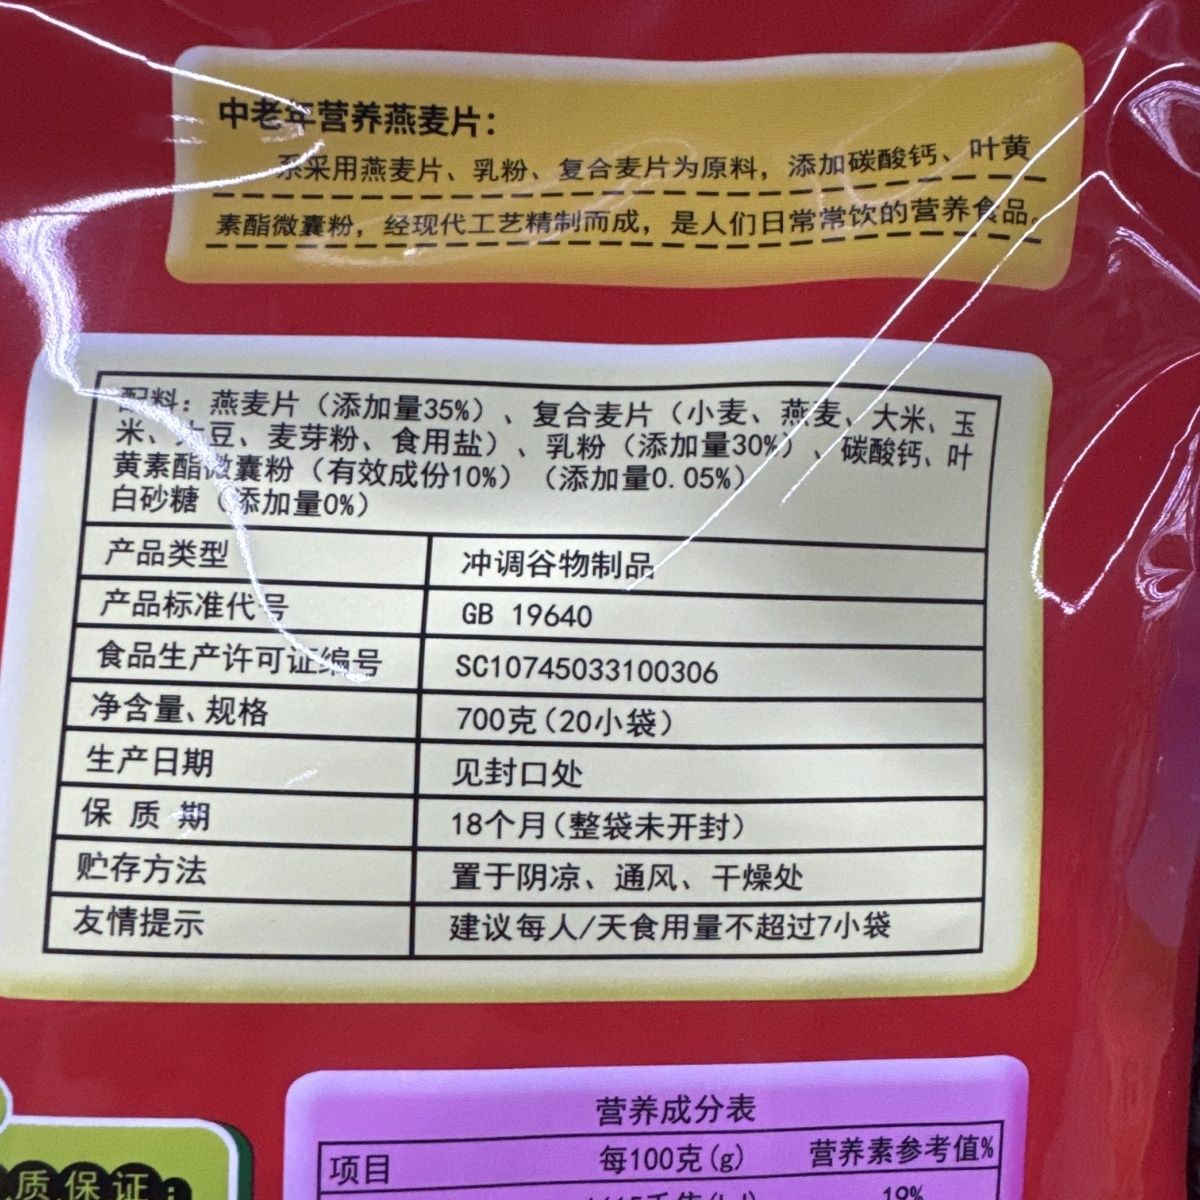 中老年营养燕麦片：
系采用燕麦片、乳粉、复合麦片为原料，添加碳酸钙、叶黄
素酯微囊粉，经现代工艺精制而成，是人们日常常饮的营养食品。
配料：燕麦片（添加量35%）、复合麦片（小麦、燕麦、大米、玉
米、大豆、麦芽粉、食用盐）、乳粉（添加量30%）、碳酸钙、叶
黄素酯微囊粉（有效成份10%）（添加量0.05%）
白砂糖（添加量0%）
产品类型 冲调谷物制品
产品标准代号 GB 19640
食品生产许可证编号 SC10745033100306
净含量、规格 700克（20小袋）
生产日期 见封口处
保 质 期 18个月（整袋未开封）
贮存方法 置于阴凉、通风、干燥处
友情提示 建议每人/天食用量不超过7小袋
营养成分表
项目 每100克(g) 营养素参考值%
19%
质保证：